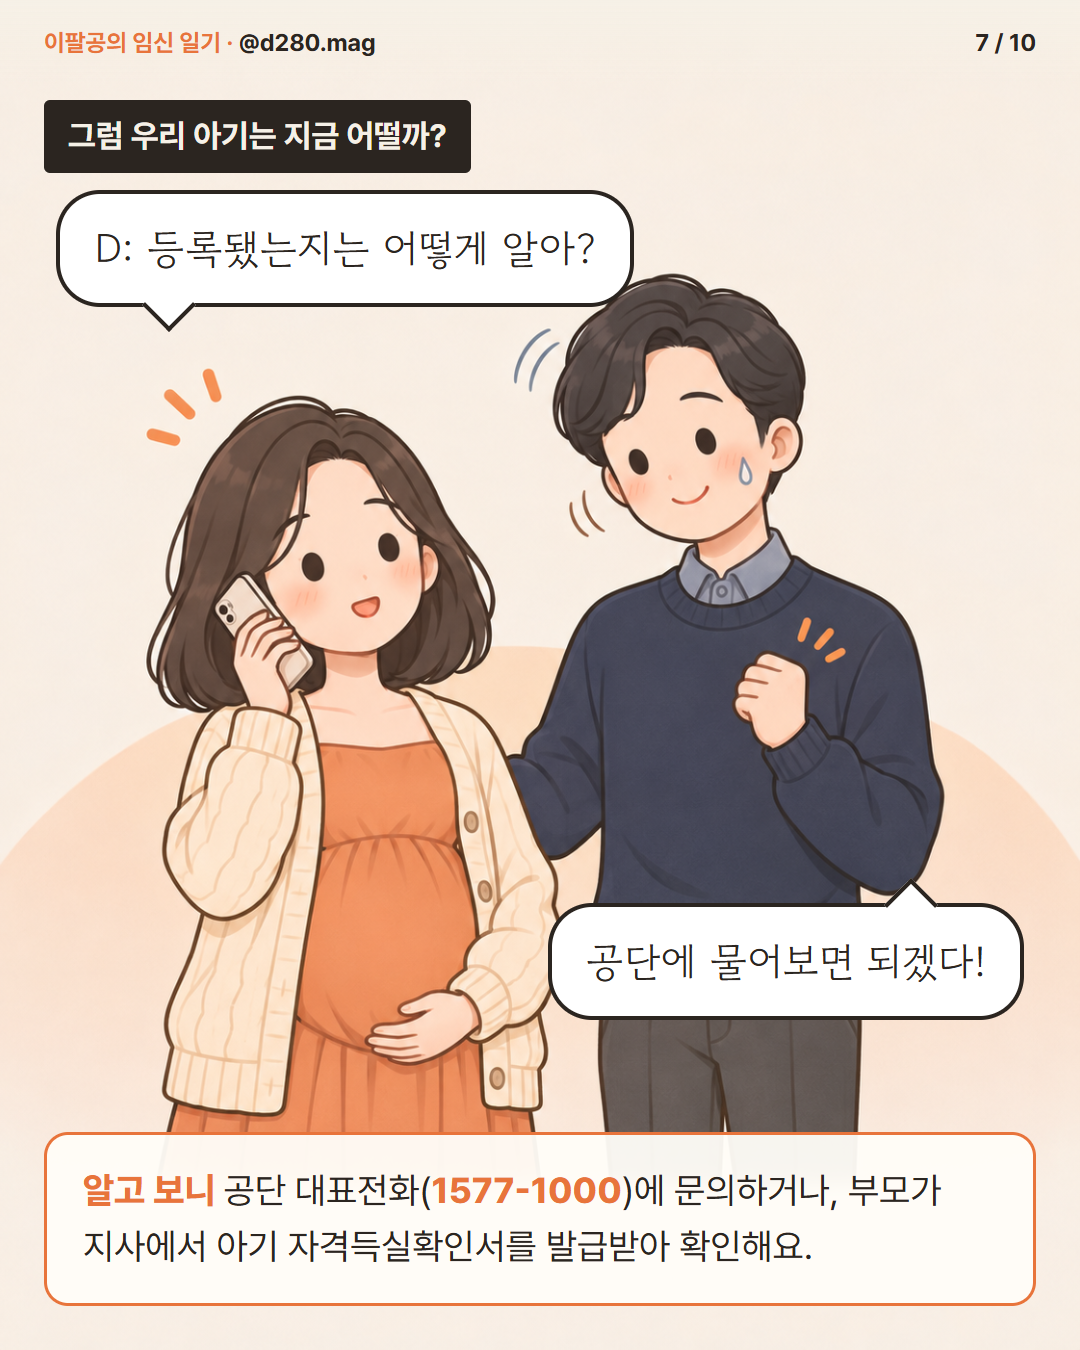 이팔공의 임신 일기 · @d280.mag
7 / 10
그럼 우리 아기는 지금 어떨까?
D: 등록됐는지는 어떻게 알아?
공단에 물어보면 되겠다!
알고 보니 공단 대표전화(1577-1000)에 문의하거나, 부모가
지사에서 아기 자격득실확인서를 발급받아 확인해요.